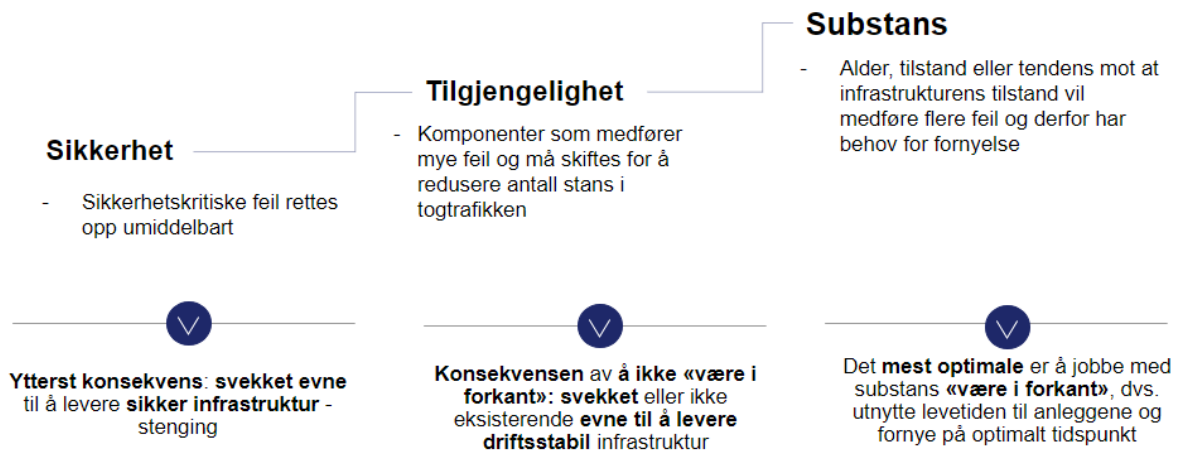 Sikkerhet
- Sikkerhetskritiske feil rettes
opp umiddelbart
Ytterst konsekvens: svekket evne
til å levere sikker infrastruktur -
stenging
Tilgjengelighet
- Komponenter som medfører
mye feil og må skiftes for å
redusere antall stans i
togtrafikken
Konsekvensen av å ikke «være i
forkant»: svekket eller ikke
eksisterende evne til å levere
driftsstabil infrastruktur
Substans
- Alder, tilstand eller tendens mot at
infrastrukturens tilstand vil
medføre flere feil og derfor har
behov for fornyelse
Det mest optimale er å jobbe med
substans «være i forkant», dvs.
utnytte levetiden til anleggene og
fornye på optimalt tidspunkt